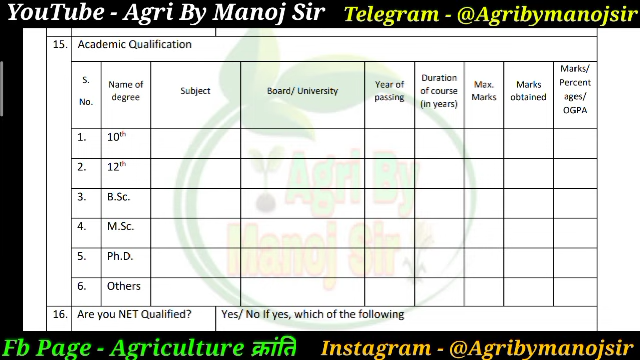 YouTube - Agri By Manoj Sir Telegram - @Agribymanojsir
15. Academic Qualification
S. No. Name of degree Subject Board/ University Year of passing Duration of course (in years) Max. Marks Marks obtained Marks/ Percent ages/ OGPA
1. 10th
2. 12th
3. B.Sc.
4. M.Sc.
5. Ph.D.
6. Others
Agri By
Manoj Sir
16. Are you NET Qualified? Yes/ No If yes, which of the following
Fb Page - Agriculture क्रांति Instagram - @Agribymanojsir